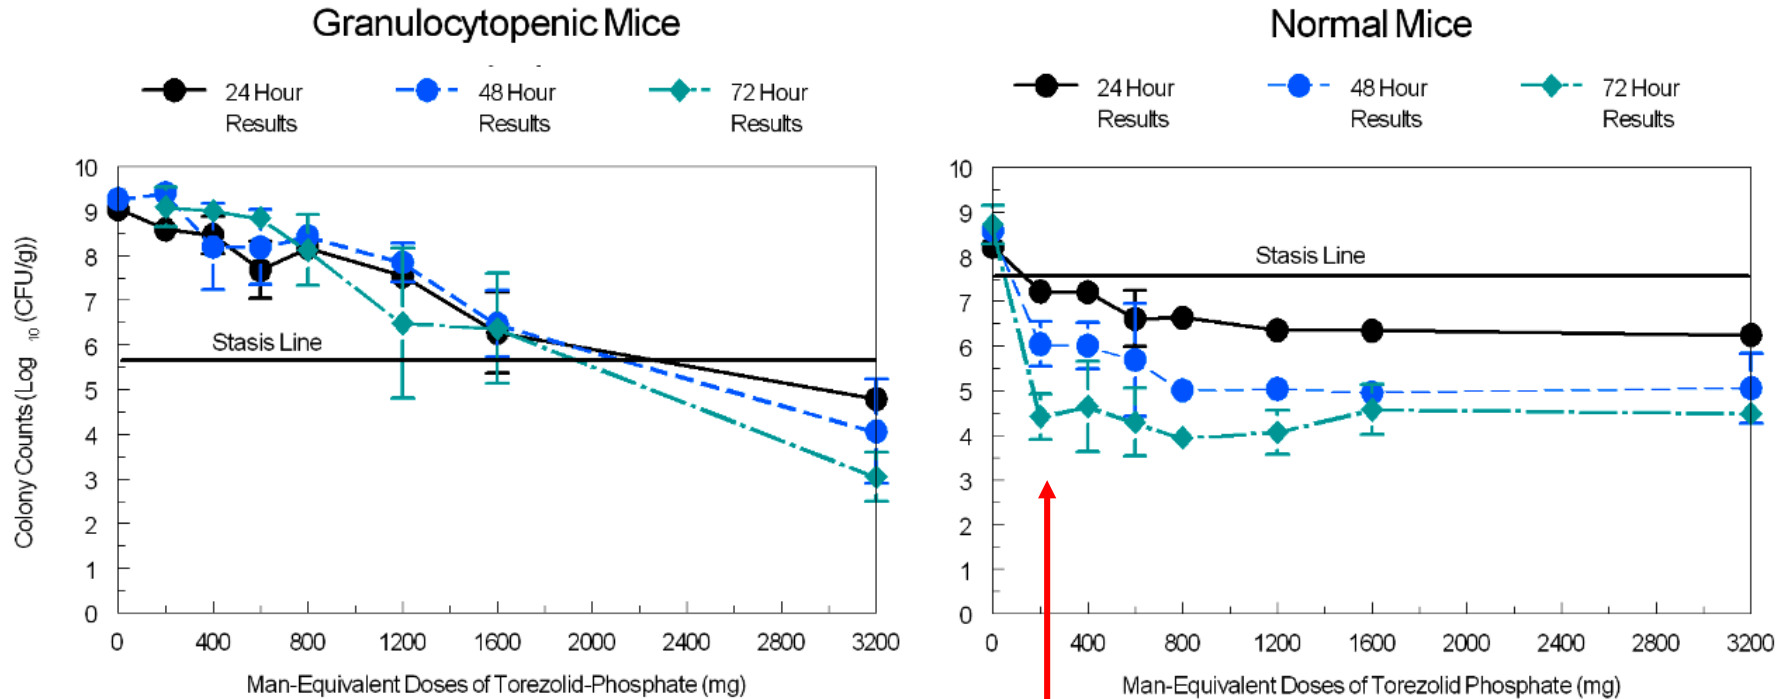 Granulocytopenic Mice
24 Hour Results
48 Hour Results
72 Hour Results
10
9
8
7
6
5
4
3
2
1
0
Stasis Line
Colony Counts (Log 10 (CFU/g))
0 400 800 1200 1600 2000 2400 2800 3200
Man-Equivalent Doses of Torezolid-Phosphate (mg)
Normal Mice
24 Hour Results
48 Hour Results
72 Hour Results
10
9
8
7
6
5
4
3
2
1
0
Stasis Line
0 400 800 1200 1600 2000 2400 2800 3200
Man-Equivalent Doses of Torezolid Phosphate (mg)